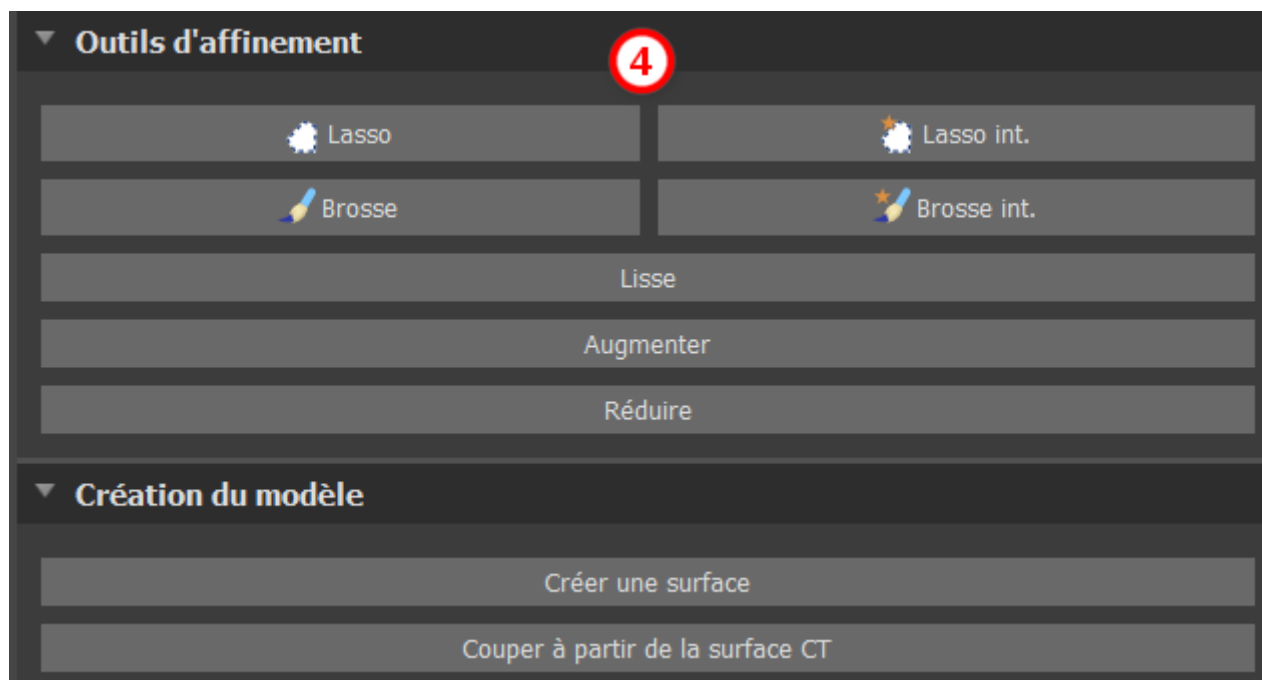 Outils d'affinement
4
Lasso
Lasso int.
Brosse
Brosse int.
Lisse
Augmenter
Réduire
Création du modèle
Créer une surface
Couper à partir de la surface CT